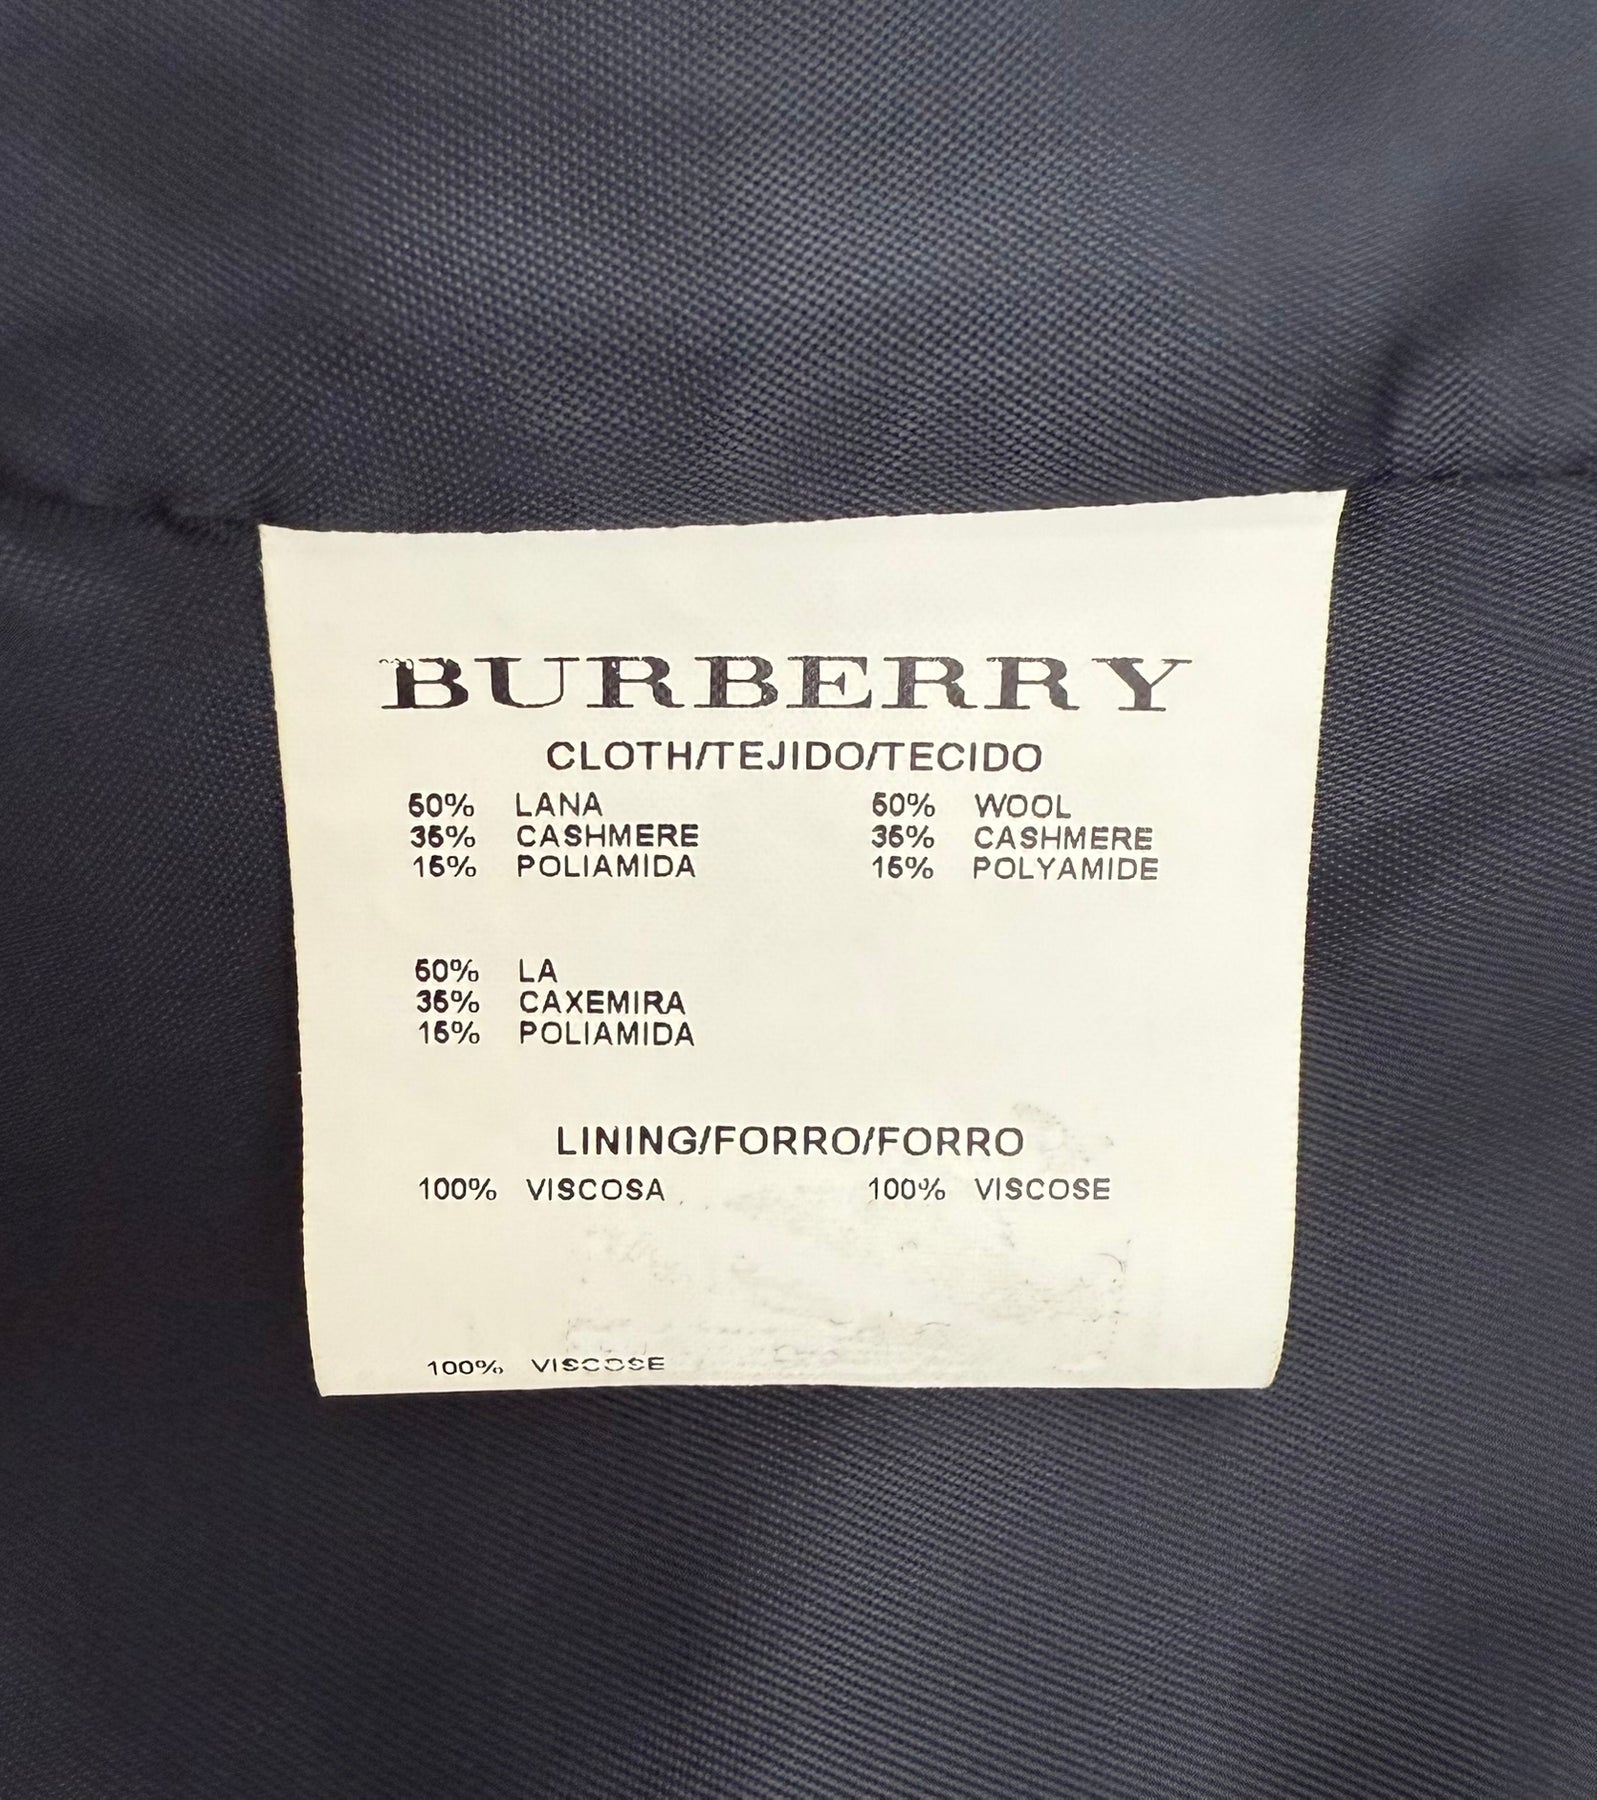 BURBERRY
CLOTH/TEJIDO/TECIDO
50% LANA 50% WOOL
35% CASHMERE 35% CASHMERE
15% POLIAMIDA 15% POLYAMIDE
50% LA
35% CAXEMIRA
15% POLIAMIDA
LINING/FORRO/FORRO
100% VISCOSA 100% VISCOSE
100% VISCOSE